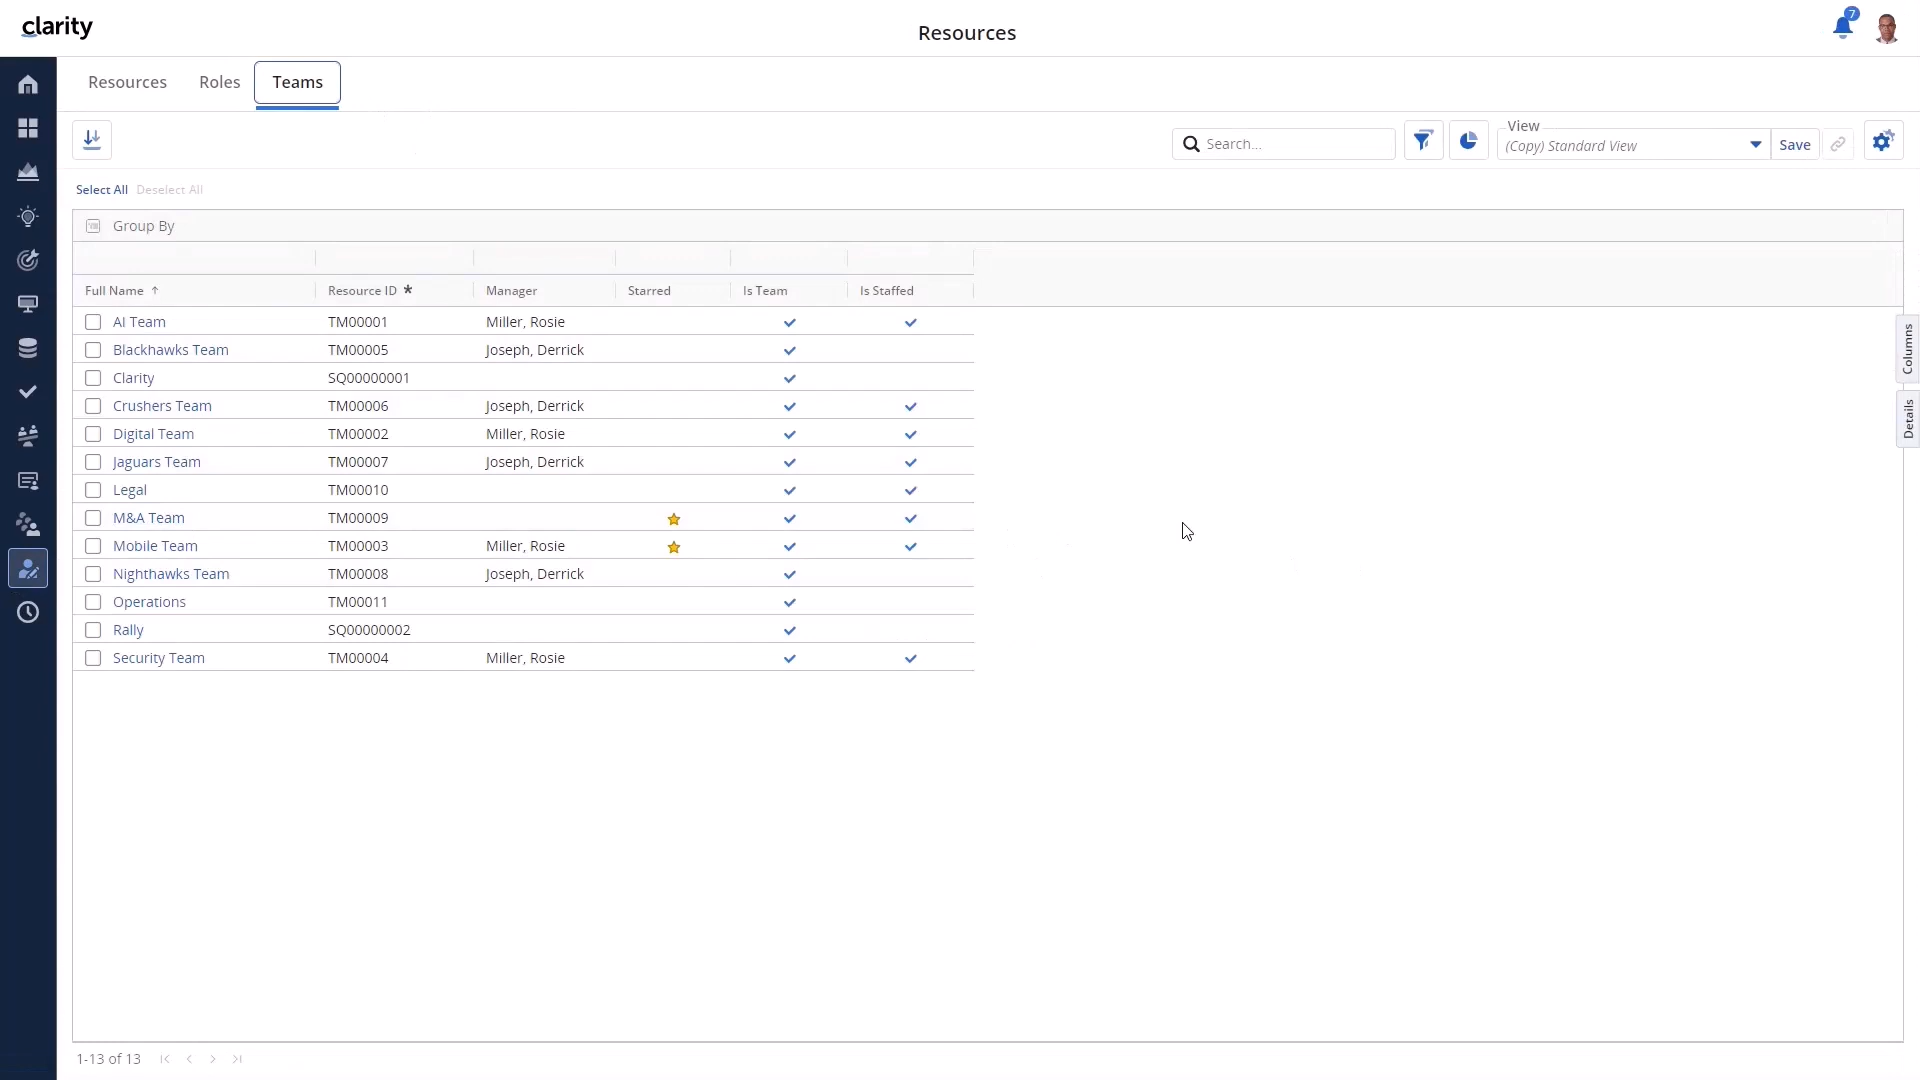 clarity
Resources
7
Resources Roles Teams
Search...
View
(Copy) Standard View
Save
Select All Deselect All
Group By
Full Name ↑ Resource ID * Manager Starred Is Team Is Staffed
AI Team TM00001 Miller, Rosie
Blackhawks Team TM00005 Joseph, Derrick
Clarity SQ00000001
Crushers Team TM00006 Joseph, Derrick
Digital Team TM00002 Miller, Rosie
Jaguars Team TM00007 Joseph, Derrick
Legal TM00010
M&A Team TM00009
Mobile Team TM00003 Miller, Rosie
Nighthawks Team TM00008 Joseph, Derrick
Operations TM00011
Rally SQ00000002
Security Team TM00004 Miller, Rosie
Columns
Details
1-13 of 13